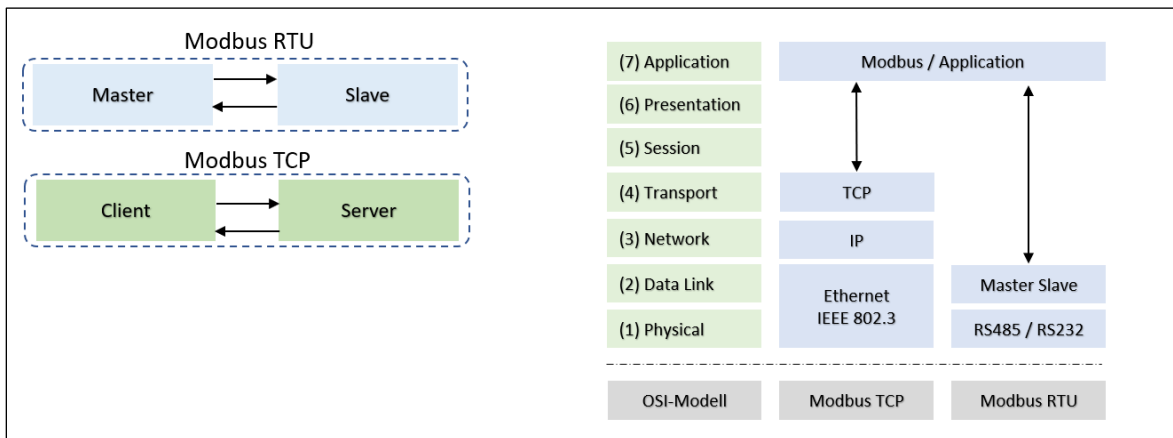 Modbus RTU
Master
Slave
Modbus TCP
Client
Server
(7) Application
Modbus / Application
(6) Presentation
(5) Session
(4) Transport
TCP
(3) Network
IP
(2) Data Link
Ethernet
IEEE 802.3
Master Slave
(1) Physical
RS485 / RS232
OSI-Modell
Modbus TCP
Modbus RTU